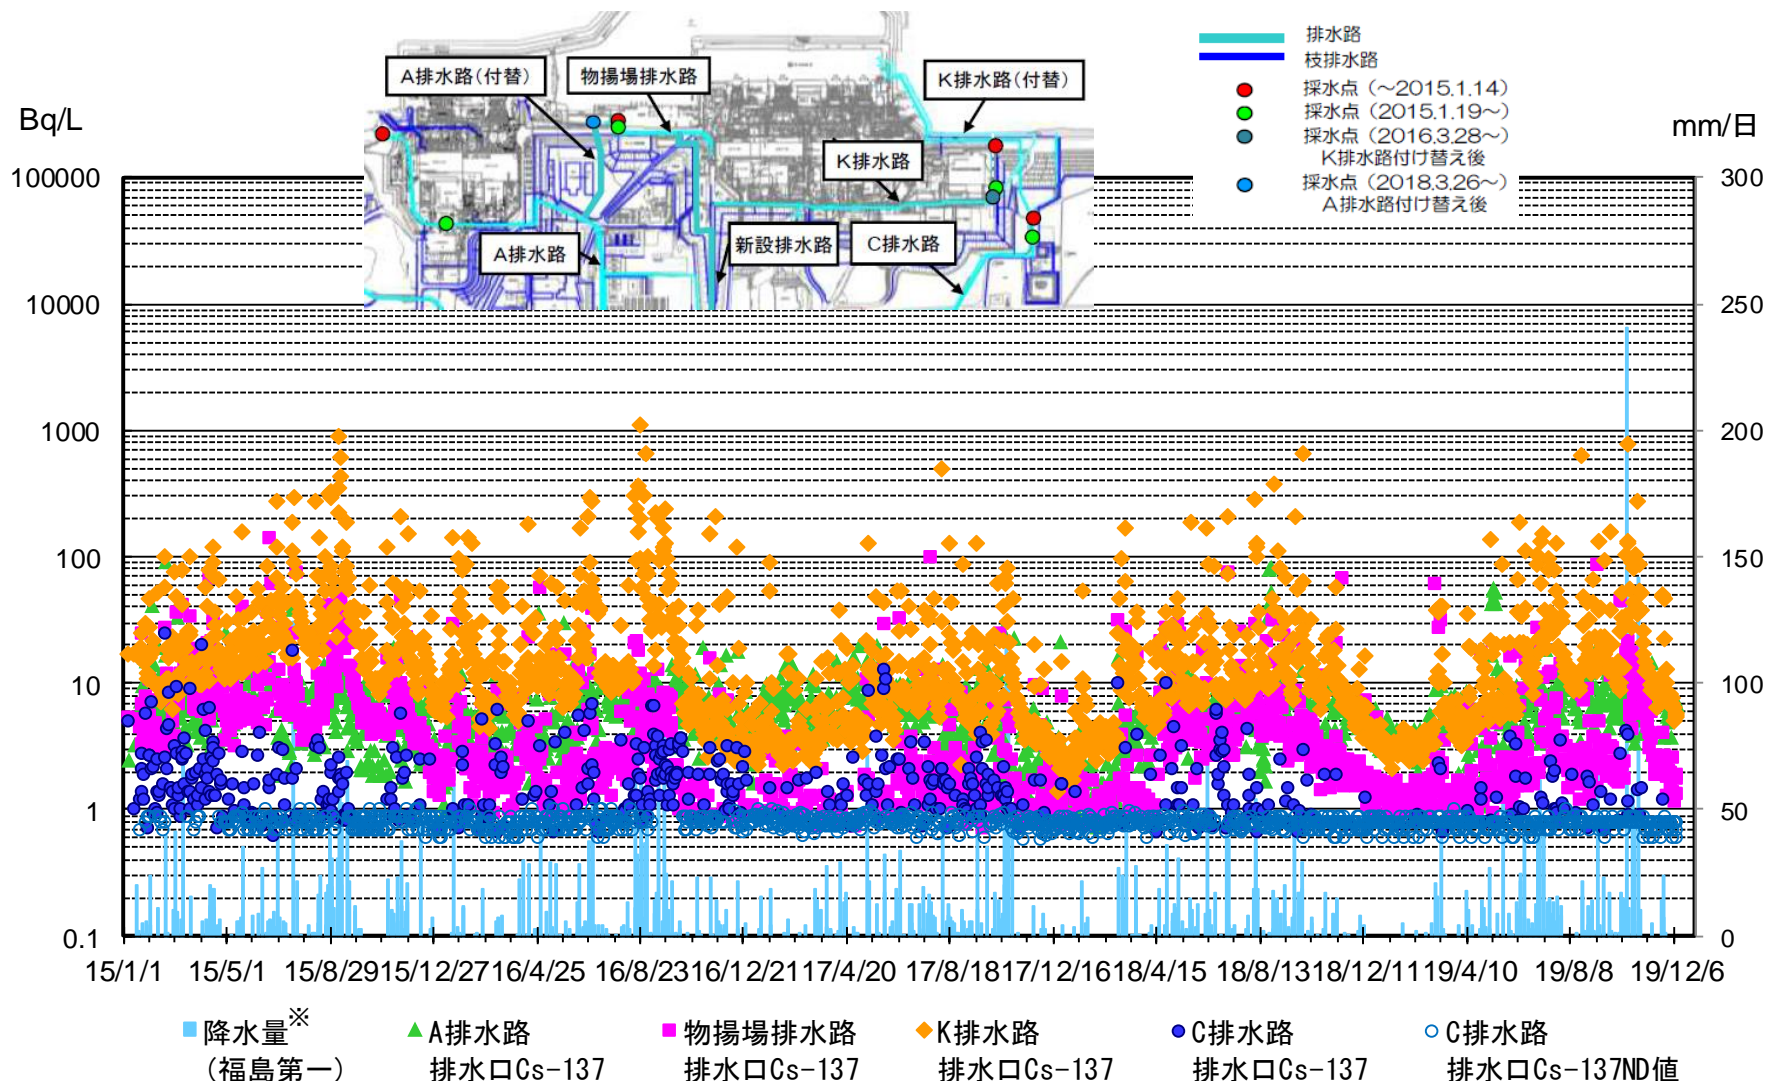 A排水路(付替)
物揚場排水路
K排水路(付替)
K排水路
A排水路
新設排水路
C排水路
排水路
枝排水路
採水点（～2015.1.14）
採水点（2015.1.19～）
採水点（2016.3.28～）
K排水路付け替え後
採水点（2018.3.26～）
A排水路付け替え後
Bq/L
mm/日
100000
10000
1000
100
10
1
0.1
300
250
200
150
100
50
0
15/1/1
15/5/1
15/8/29
15/12/27
16/4/25
16/8/23
16/12/21
17/4/20
17/8/18
17/12/16
18/4/15
18/8/13
18/12/11
19/4/10
19/8/8
19/12/6
降水量※
（福島第一）
A排水路
排水口Cs-137
物揚場排水路
排水口Cs-137
K排水路
排水口Cs-137
C排水路
排水口Cs-137
C排水路
排水口Cs-137ND値